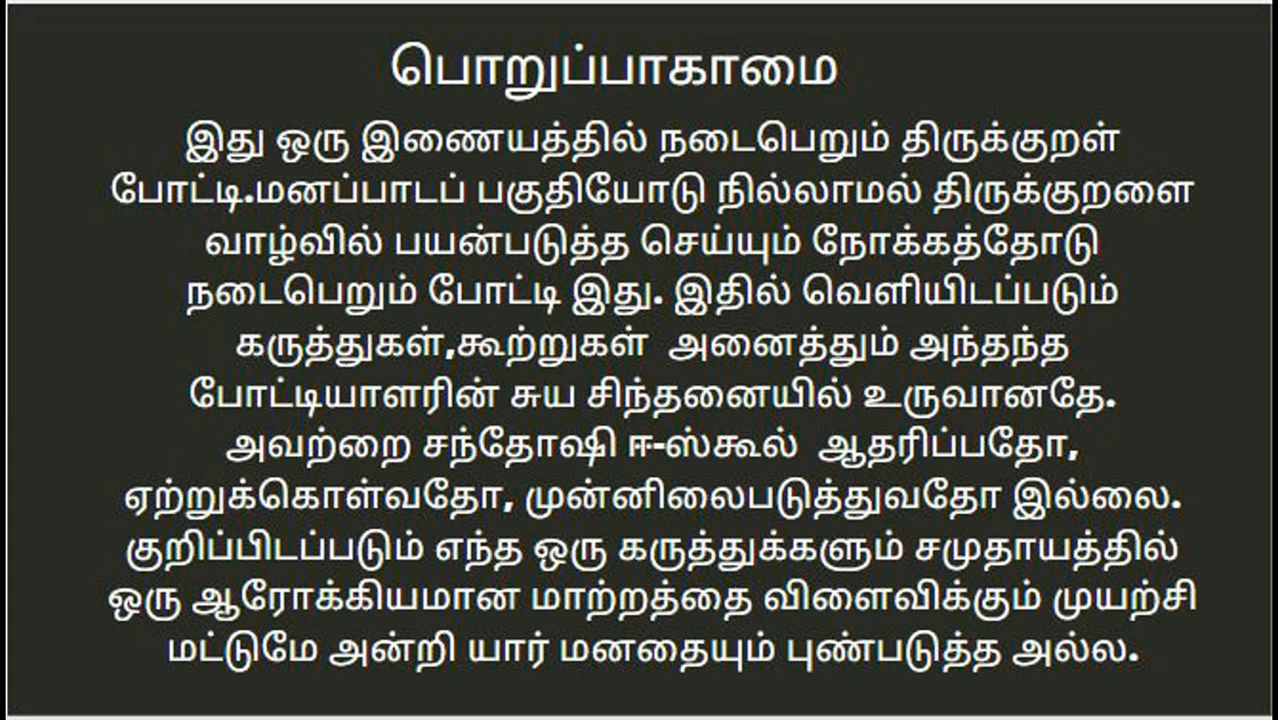 பொறுப்பாகாமை
இது ஒரு இணையத்தில் நடைபெறும் திருக்குறள்
போட்டி.மனப்பாடப் பகுதியோடு நில்லாமல் திருக்குறளை
வாழ்வில் பயன்படுத்த செய்யும் நோக்கத்தோடு
நடைபெறும் போட்டி இது. இதில் வெளியிடப்படும்
கருத்துகள்,கூற்றுகள்  அனைத்தும் அந்தந்த
போட்டியாளரின் சுய சிந்தனையில் உருவானதே.
அவற்றை சந்தோஷி ஈ-ஸ்கூல்  ஆதரிப்பதோ,
ஏற்றுக்கொள்வதோ, முன்னிலைபடுத்துவதோ இல்லை.
குறிப்பிடப்படும் எந்த ஒரு கருத்துக்களும் சமுதாயத்தில்
ஒரு ஆரோக்கியமான மாற்றத்தை விளைவிக்கும் முயற்சி
மட்டுமே அன்றி யார் மனதையும் புண்படுத்த அல்ல.